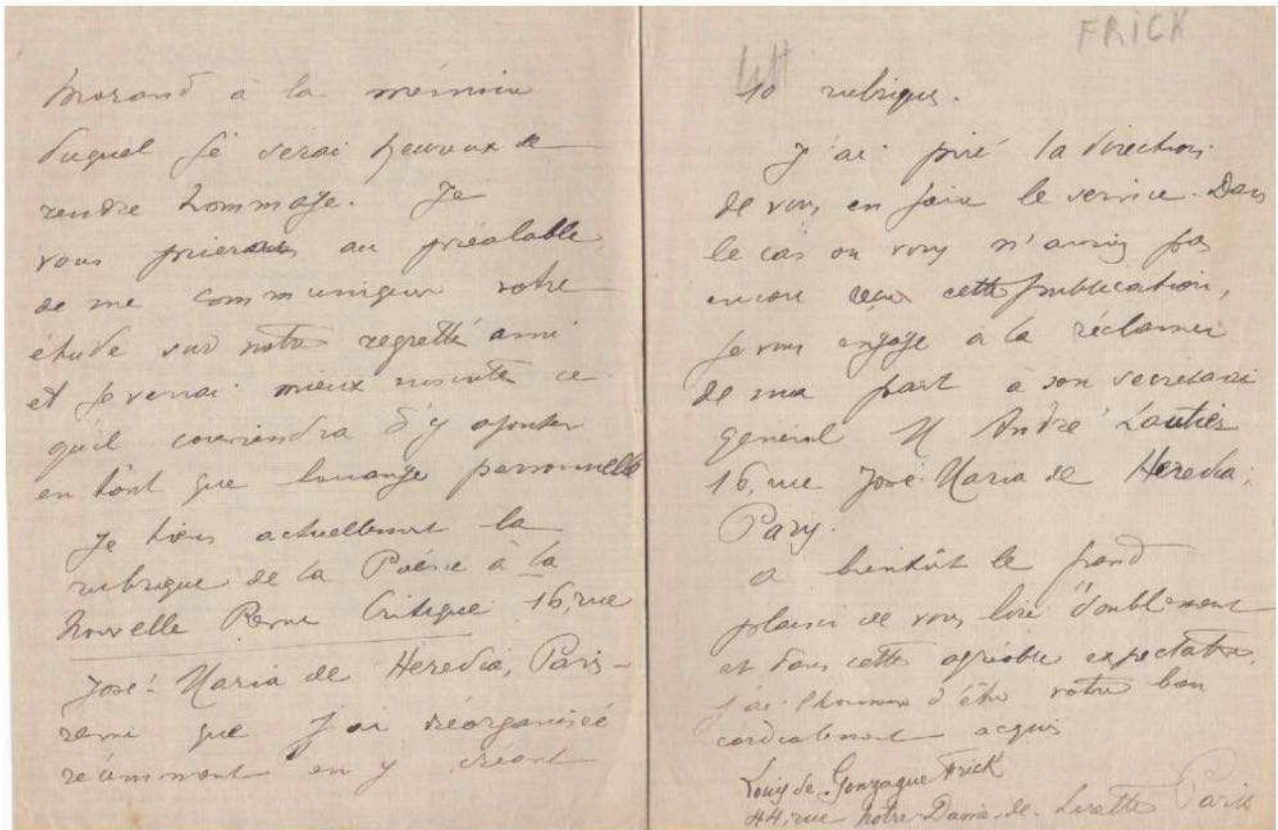 Morand à la mémoire
duquel je serai heureux de
rendre hommage. Je
vous prierai au préalable
de me communiquer votre
étude sur notre regretté ami
et je verrai mieux ensuite ce
qu'il conviendra d'y ajouter
en tant que louange personnelle
Je tiens actuellement la
rubrique de la Poésie à la
Nouvelle Revue Critique 16, rue
José-Maria de Heredia, Paris -
revue que j'ai réorganisée
récemment en y créant
FRICK
40 rubriques.
J'ai prié la direction
de vous en faire le service. Dans
le cas où vous n'auriez pas
encore reçu cette publication,
je vous engage à la réclamer
de ma part à son secrétaire
général M André Lautier
16, rue José Maria de Heredia,
Paris.
A bientôt le grand
plaisir de vous lire doublement
et dans cette agréable expectative,
j'ai l'honneur d'être votre bien
cordialement acquis
Louis de Gonzague Frick
44, rue Notre-Dame-de-Lorette Paris